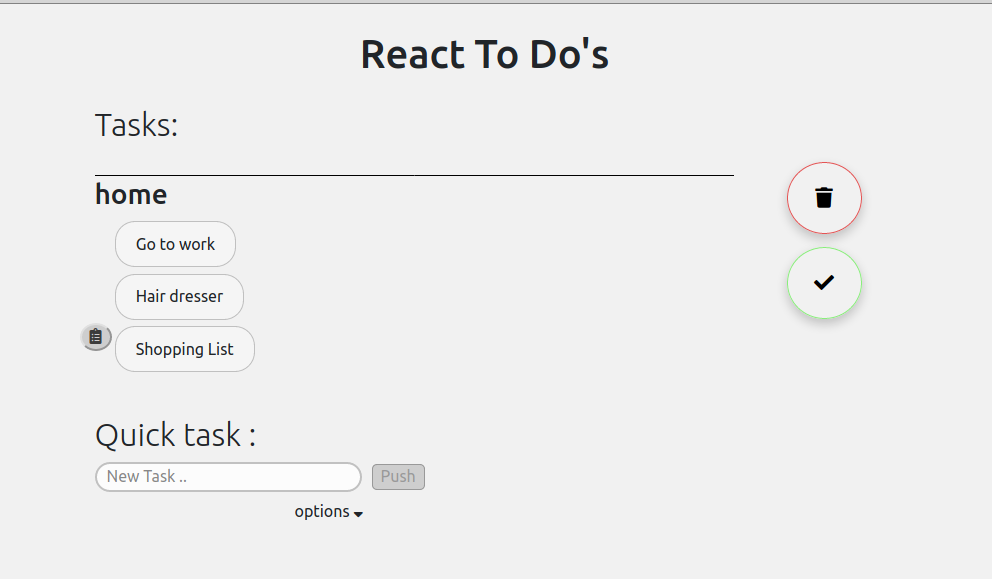 React To Do's
Tasks:
home
Go to work
Hair dresser
Shopping List
Quick task :
New Task ..
Push
options